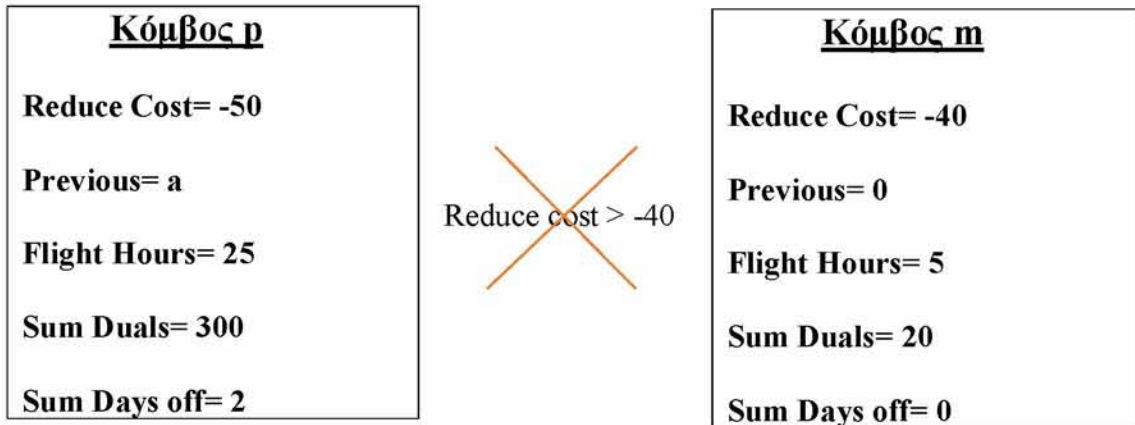 Κόμβος p
Reduce Cost= -50
Previous= a
Flight Hours= 25
Sum Duals= 300
Sum Days off= 2
Reduce cost > -40
Κόμβος m
Reduce Cost= -40
Previous= 0
Flight Hours= 5
Sum Duals= 20
Sum Days off= 0